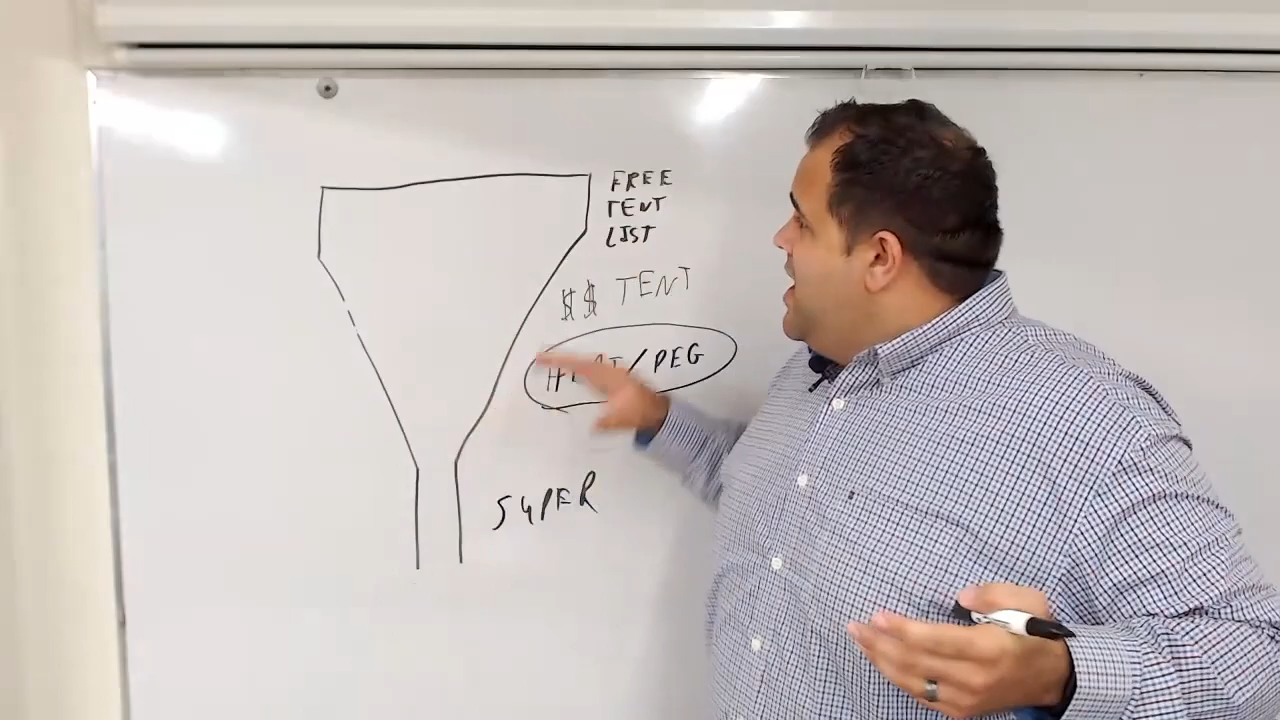 FREE
TENT
LIST
$$ TENT
/PEG
SUPER